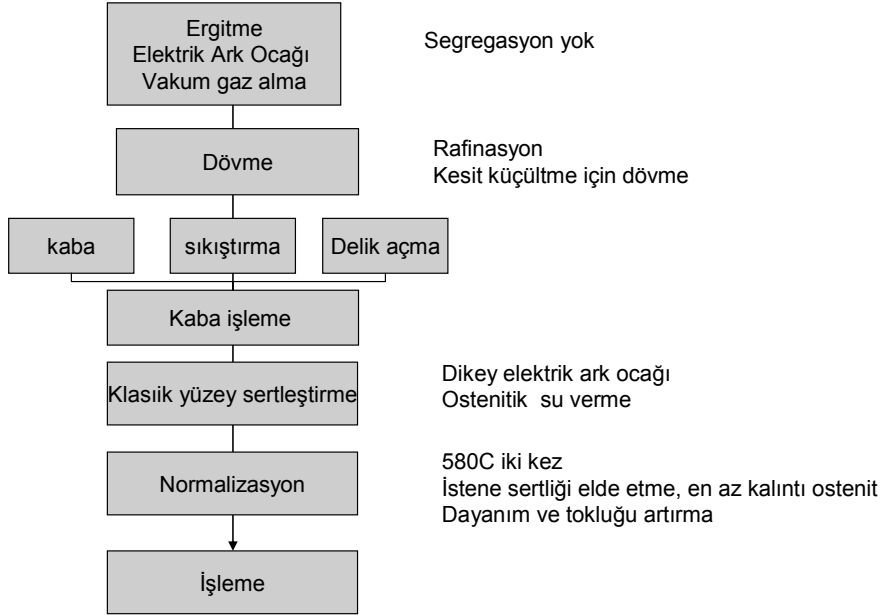 Ergitme
Elektrik Ark Ocağı
Vakum gaz alma
Segregasyon yok
Dövme
Rafinasyon
Kesit küçültme için dövme
kaba
sıkıştırma
Delik açma
Kaba işleme
Klasıik yüzey sertleştirme
Dikey elektrik ark ocağı
Ostenitik su verme
Normalizasyon
580C iki kez
İstene sertliği elde etme, en az kalıntı ostenit
Dayanım ve tokluğu artırma
İşleme